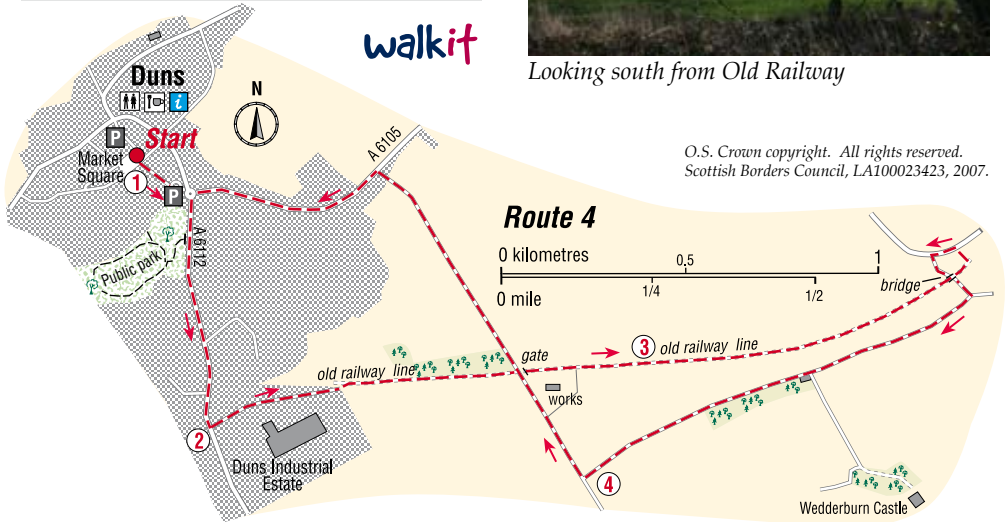 walkit
Looking south from Old Railway
O.S. Crown copyright. All rights reserved.
Scottish Borders Council, LA100023423, 2007.
Duns
i
N
P
Start
Market
Square
1
P
A 6105
A 6112
Public park
Route 4
0 kilometres
0.5
1
0 mile
1/4
1/2
bridge
3
old railway line
gate
old railway line
works
2
Duns Industrial
Estate
4
Wedderburn Castle